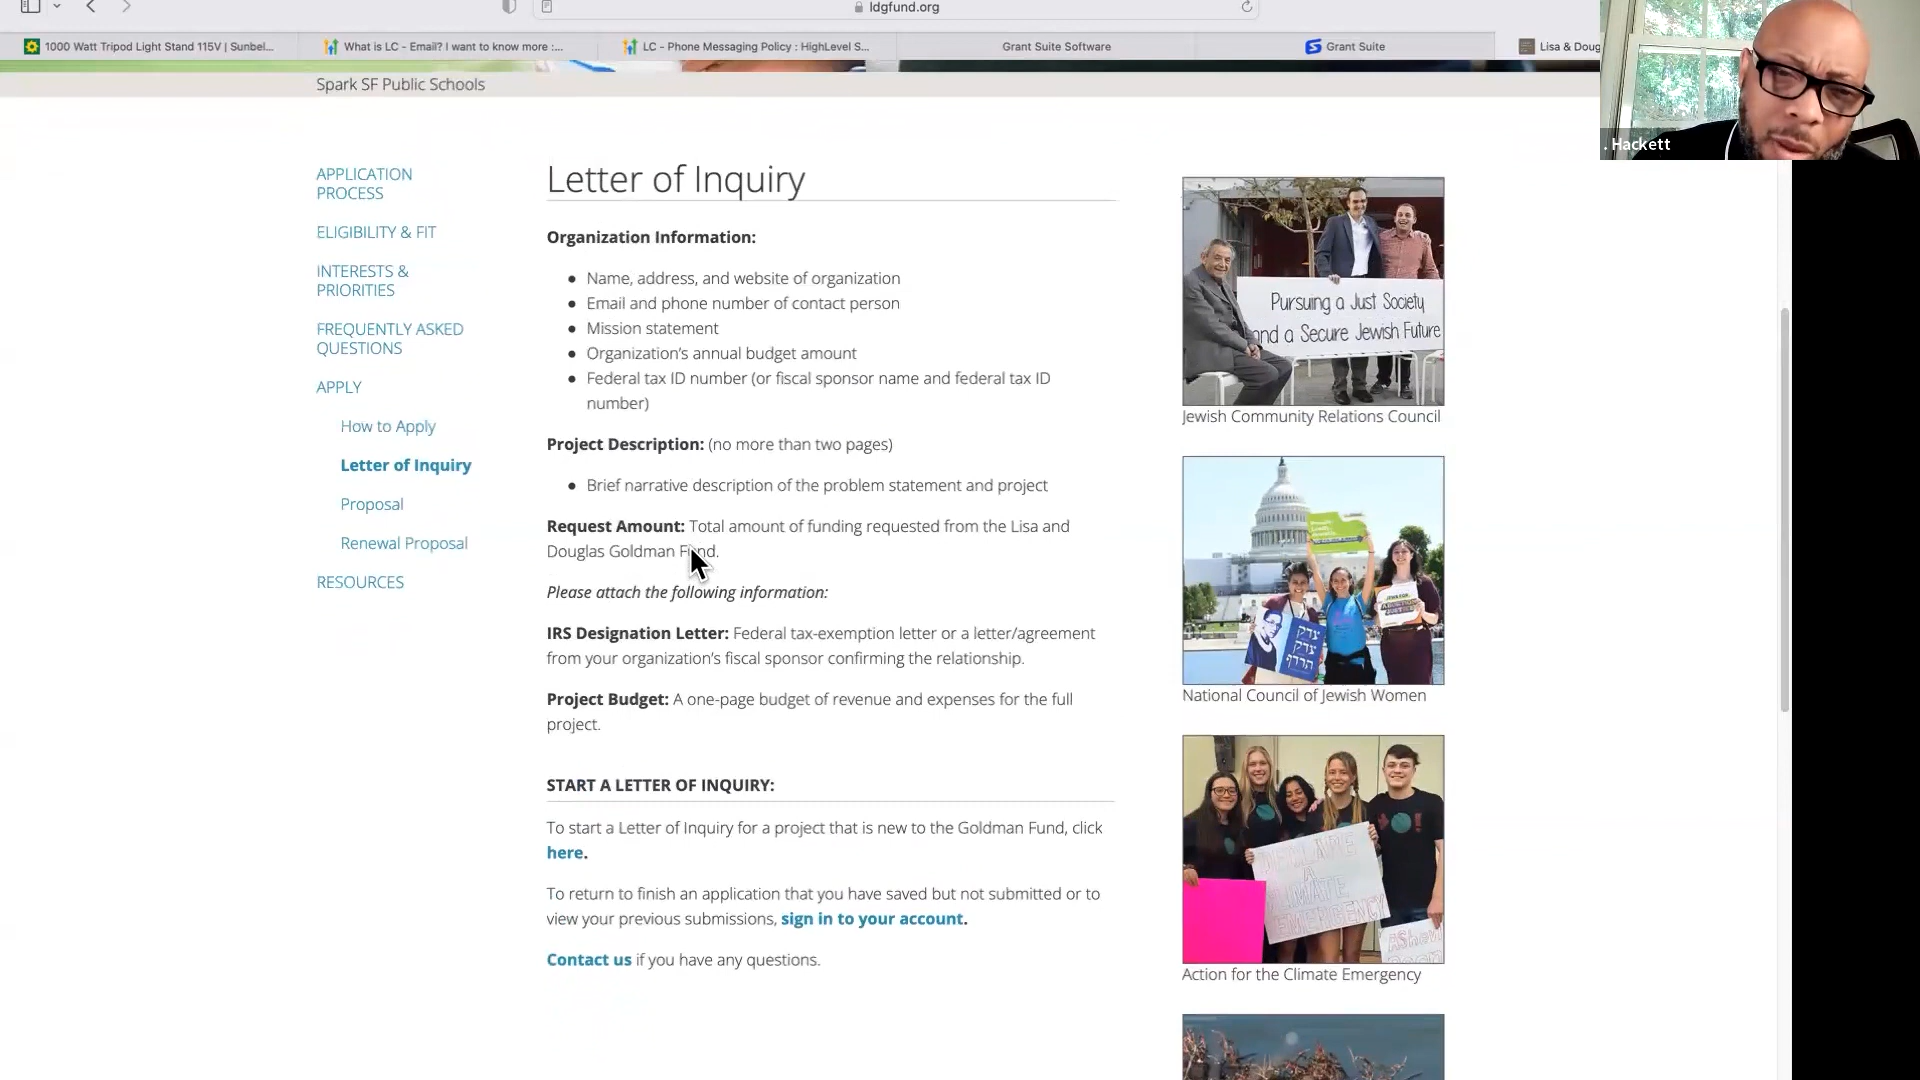 ldgfund.org
1000 Watt Tripod Light Stand 115V | Sunbel...
What is LC - Email? I want to know more :...
LC - Phone Messaging Policy : HighLevel S...
Grant Suite Software
Grant Suite
Lisa & Doug
. Hackett
Spark SF Public Schools
APPLICATION
PROCESS
ELIGIBILITY & FIT
INTERESTS &
PRIORITIES
FREQUENTLY ASKED
QUESTIONS
APPLY
How to Apply
Letter of Inquiry
Proposal
Renewal Proposal
RESOURCES
Letter of Inquiry
Organization Information:
● Name, address, and website of organization
● Email and phone number of contact person
● Mission statement
● Organization's annual budget amount
● Federal tax ID number (or fiscal sponsor name and federal tax ID
number)
Project Description: (no more than two pages)
● Brief narrative description of the problem statement and project
Request Amount: Total amount of funding requested from the Lisa and
Douglas Goldman Fund.
Please attach the following information:
IRS Designation Letter: Federal tax-exemption letter or a letter/agreement
from your organization's fiscal sponsor confirming the relationship.
Project Budget: A one-page budget of revenue and expenses for the full
project.
START A LETTER OF INQUIRY:
To start a Letter of Inquiry for a project that is new to the Goldman Fund, click
here.
To return to finish an application that you have saved but not submitted or to
view your previous submissions, sign in to your account.
Contact us if you have any questions.
Pursuing a Just Society
and a Secure Jewish Future
Jewish Community Relations Council
צדק
צדק
תרדף
National Council of Jewish Women
A
CLIMATE
EMERGENCY
Action for the Climate Emergency